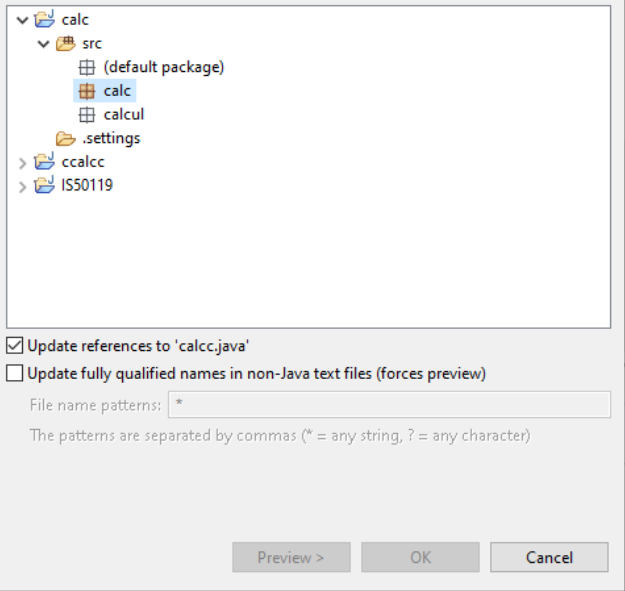 calc
src
(default package)
calc
calcul
.settings
ccalcc
IS50119
Update references to 'calcc.java'
Update fully qualified names in non-Java text files (forces preview)
File name patterns: *
The patterns are separated by commas (* = any string, ? = any character)
Preview > OK Cancel